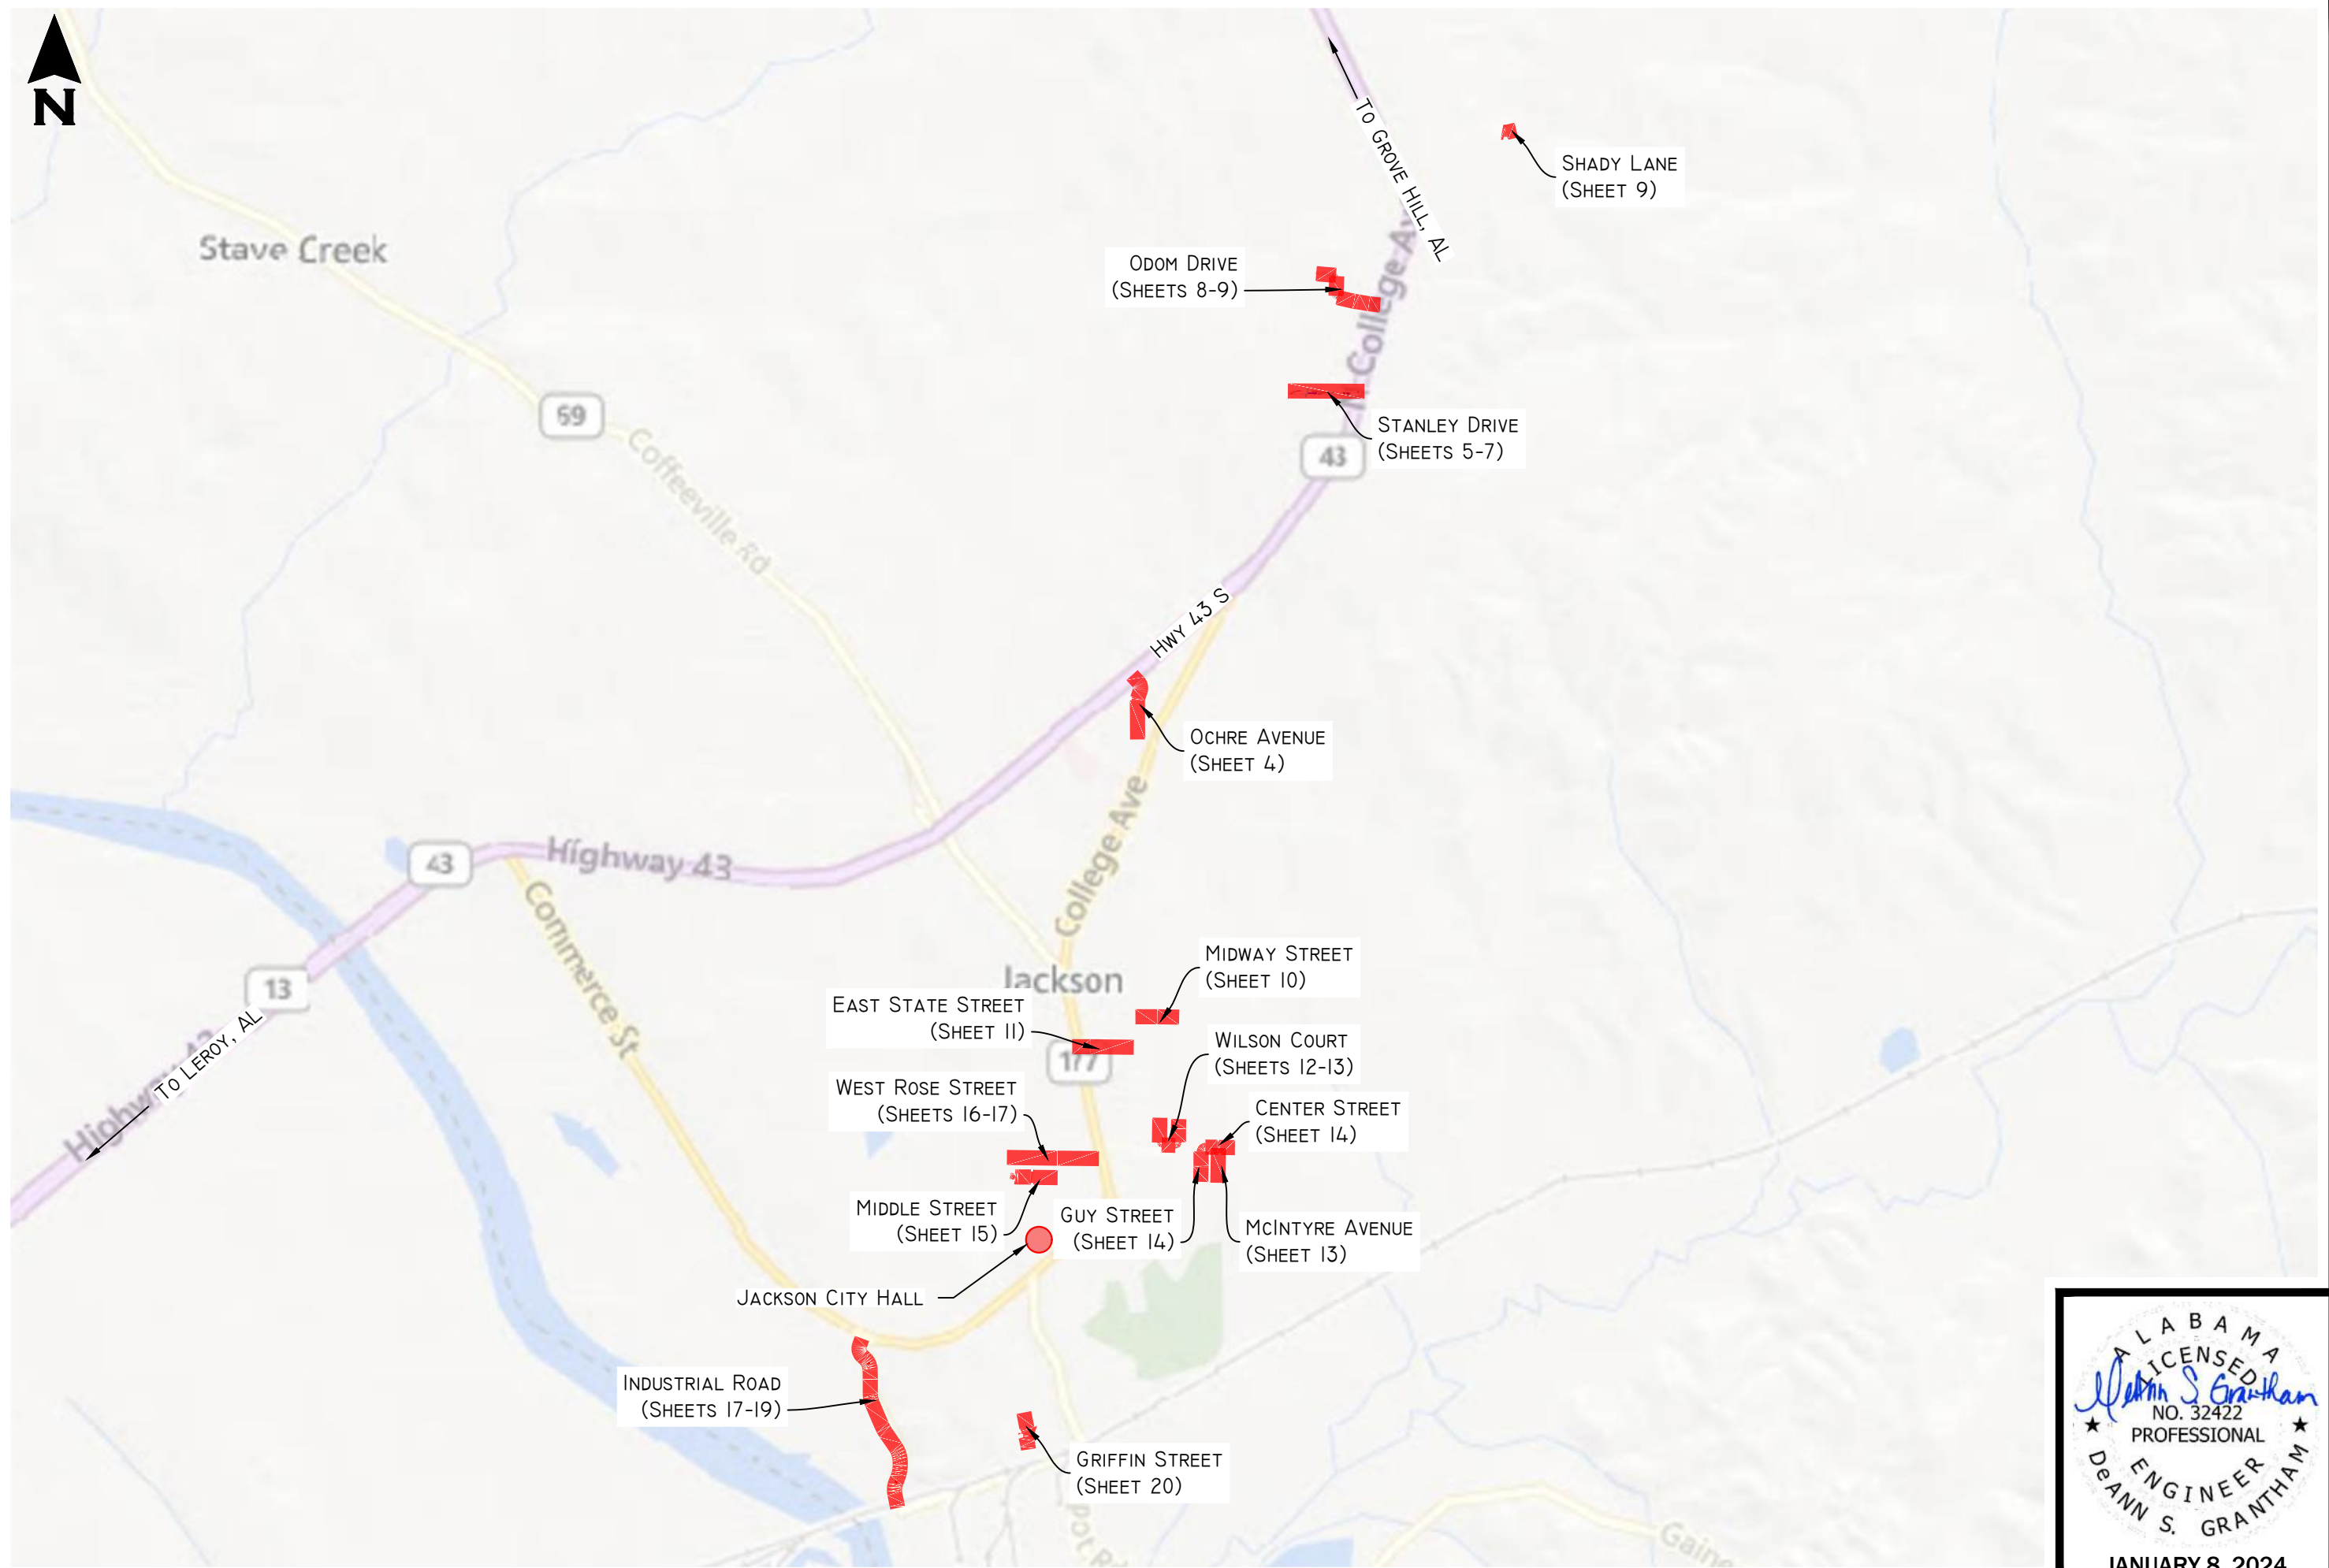 N
To Grove Hill, AL
Shady Lane
(Sheet 9)
Stave Creek
Odom Drive
(Sheets 8-9)
N College Av
69
Stanley Drive
(Sheets 5-7)
43
Coffeeville Rd
Hwy 43 S
Ochre Avenue
(Sheet 4)
College Ave
43
Highway 43
Commerce St
13
Jackson
Midway Street
(Sheet 10)
East State Street
(Sheet 11)
177
Wilson Court
(Sheets 12-13)
To Leroy, AL
Highway 43
West Rose Street
(Sheets 16-17)
Center Street
(Sheet 14)
Middle Street
(Sheet 15)
Guy Street
(Sheet 14)
McIntyre Avenue
(Sheet 13)
Jackson City Hall
Industrial Road
(Sheets 17-19)
Griffin Street
(Sheet 20)
ALABAMA
LICENSED
DeAnn S. Grantham
NO. 32422
PROFESSIONAL
ENGINEER
DeANN S. GRANTHAM
JANUARY 8, 2024